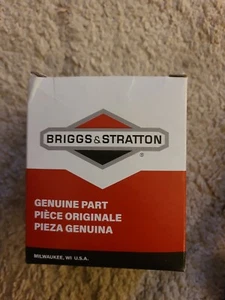 BRIGGS & STRATTON
®
GENUINE PART
PIÈCE ORIGINALE
PIEZA GENUINA
MILWAUKEE, WI U.S.A.